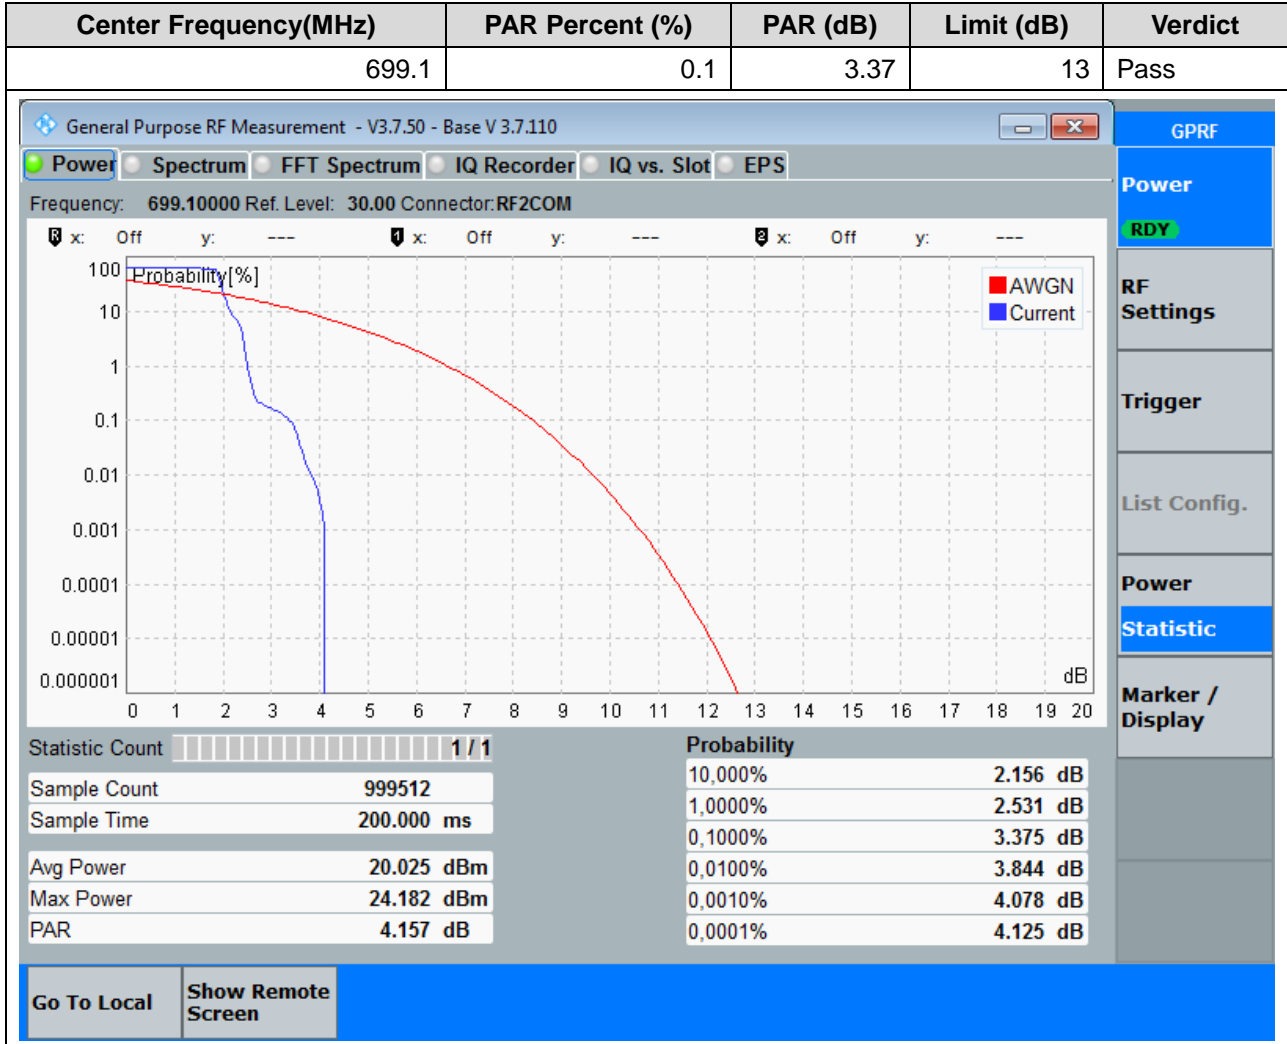 Center Frequency(MHz) PAR Percent (%) PAR (dB) Limit (dB) Verdict
699.1 0.1 3.37 13 Pass
General Purpose RF Measurement - V3.7.50 - Base V 3.7.110
GPRF
Power Spectrum FFT Spectrum IQ Recorder IQ vs. Slot EPS
Frequency: 699.10000 Ref. Level: 30.00 Connector: RF2COM
R x: Off y: --- 1 x: Off y: --- 2 x: Off y: ---
Probability[%]
100
10
1
0.1
0.01
0.001
0.0001
0.00001
0.000001
AWGN
Current
dB
0 1 2 3 4 5 6 7 8 9 10 11 12 13 14 15 16 17 18 19 20
Statistic Count 1 / 1
Sample Count 999512
Sample Time 200.000 ms
Avg Power 20.025 dBm
Max Power 24.182 dBm
PAR 4.157 dB
Probability
10,000% 2.156 dB
1,0000% 2.531 dB
0,1000% 3.375 dB
0,0100% 3.844 dB
0,0010% 4.078 dB
0,0001% 4.125 dB
Power
RDY
RF
Settings
Trigger
List Config.
Power
Statistic
Marker /
Display
Go To Local
Show Remote
Screen